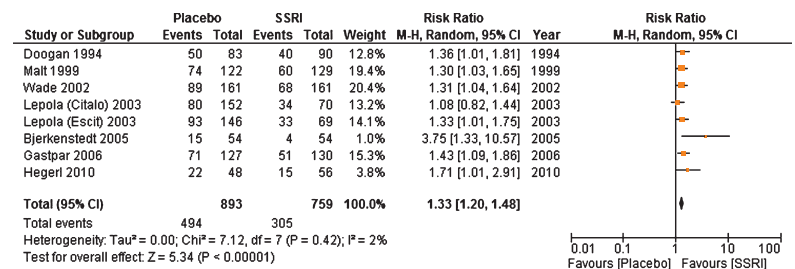 Placebo SSRI Risk Ratio Risk Ratio
Study or Subgroup Events Total Events Total Weight M-H, Random, 95% CI Year M-H, Random, 95% CI
Doogan 1994 50 83 40 90 12.8% 1.36 [1.01, 1.81] 1994
Malt 1999 74 122 60 129 19.4% 1.30 [1.03, 1.65] 1999
Wade 2002 89 161 68 161 20.4% 1.31 [1.04, 1.64] 2002
Lepola (Citalo) 2003 80 152 34 70 13.2% 1.08 [0.82, 1.44] 2003
Lepola (Escit) 2003 93 146 33 69 14.1% 1.33 [1.01, 1.75] 2003
Bjerkenstedt 2005 15 54 4 54 1.0% 3.75 [1.33, 10.57] 2005
Gastpar 2006 71 127 51 130 15.3% 1.43 [1.09, 1.86] 2006
Hegerl 2010 22 48 15 56 3.8% 1.71 [1.01, 2.91] 2010
Total (95% CI) 893 759 100.0% 1.33 [1.20, 1.48]
Total events 494 305
Heterogeneity: Tau² = 0.00; Chi² = 7.12, df = 7 (P = 0.42); I² = 2%
Test for overall effect: Z = 5.34 (P < 0.00001)
0.01 0.1 1 10 100
Favours [Placebo] Favours [SSRI]